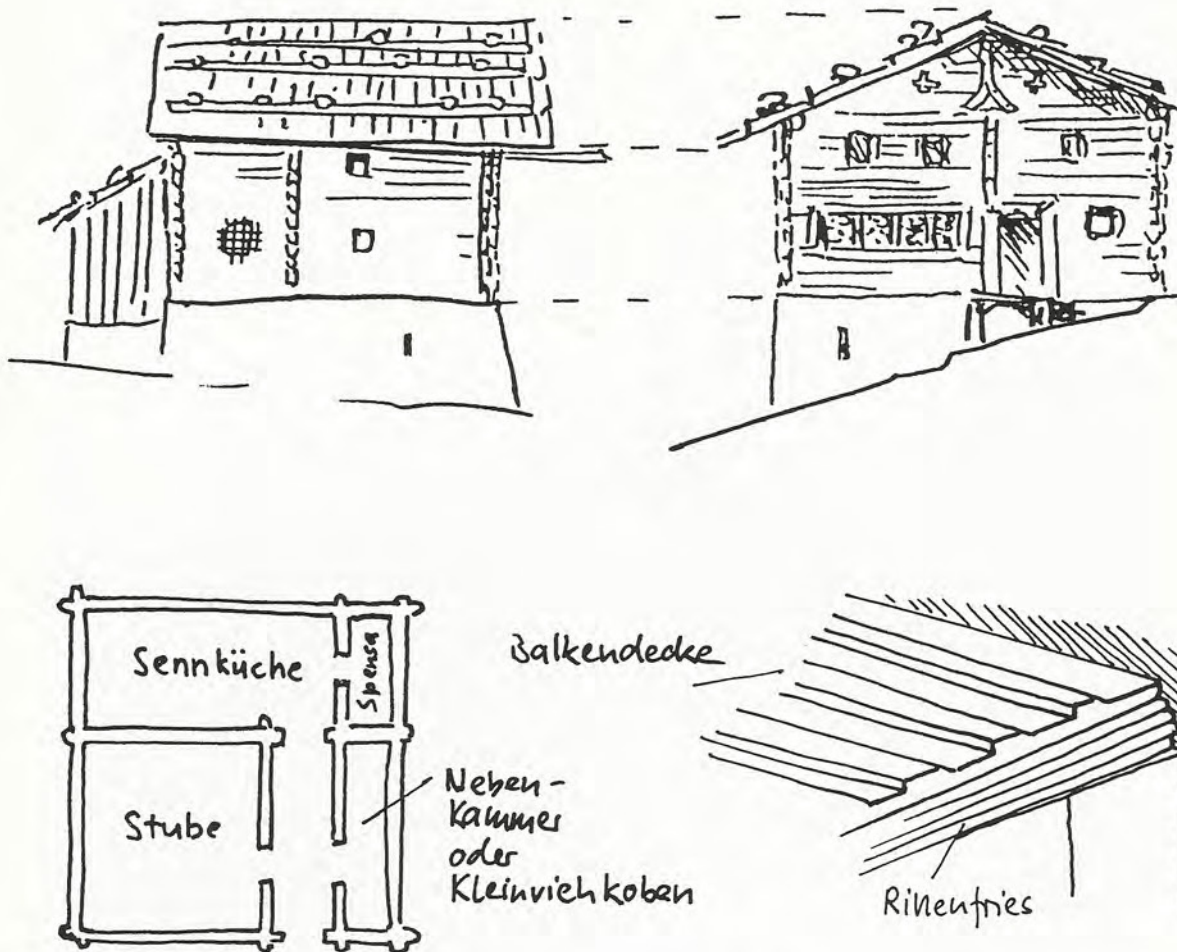 Sennküche
Spensa
Stube
Neben-
kammer
oder
Kleinviehkoben
Balkendecke
Rillenfries